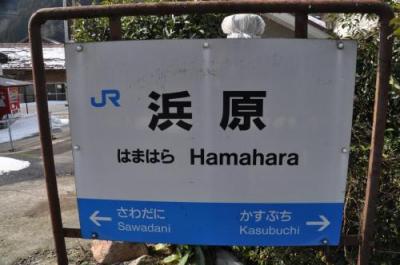 JR
浜原
はまはら Hamahara
← さわだに かすぶち →
Sawadani Kasubuchi